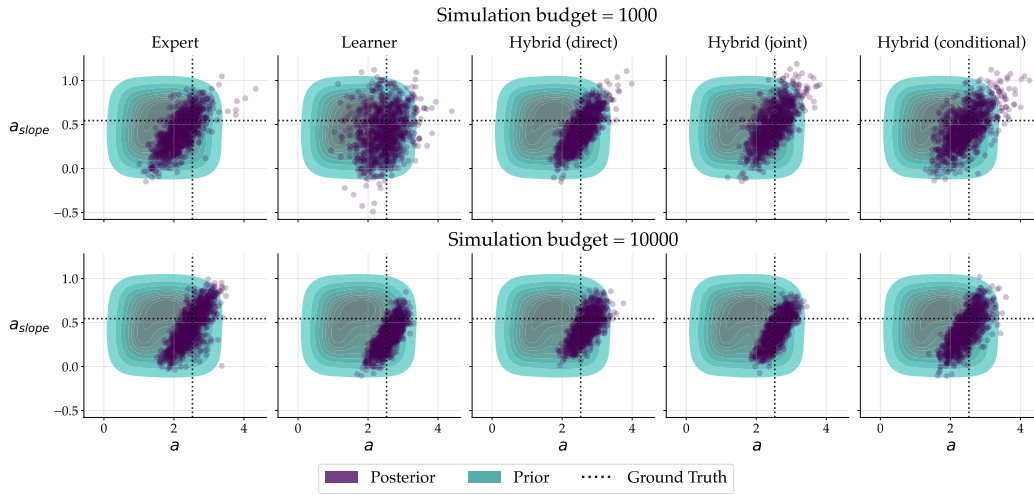 Simulation budget = 1000
Expert Learner Hybrid (direct) Hybrid (joint) Hybrid (conditional)
1.0
a_slope 0.5
0.0
−0.5
Simulation budget = 10000
1.0
a_slope 0.5
0.0
−0.5
0 2 4 0 2 4 0 2 4 0 2 4 0 2 4
a a a a a
Posterior Prior Ground Truth